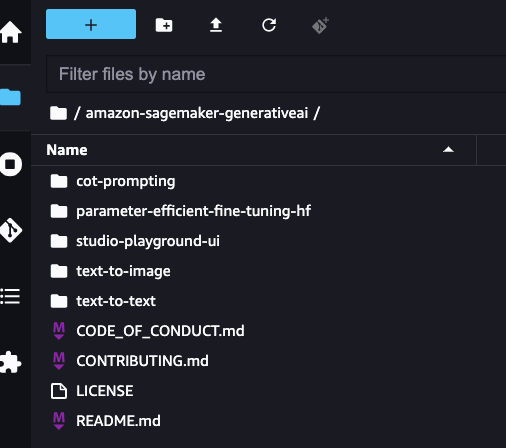 +
Filter files by name
/ amazon-sagemaker-generativeai /
Name
cot-prompting
parameter-efficient-fine-tuning-hf
studio-playground-ui
text-to-image
text-to-text
CODE_OF_CONDUCT.md
CONTRIBUTING.md
LICENSE
README.md